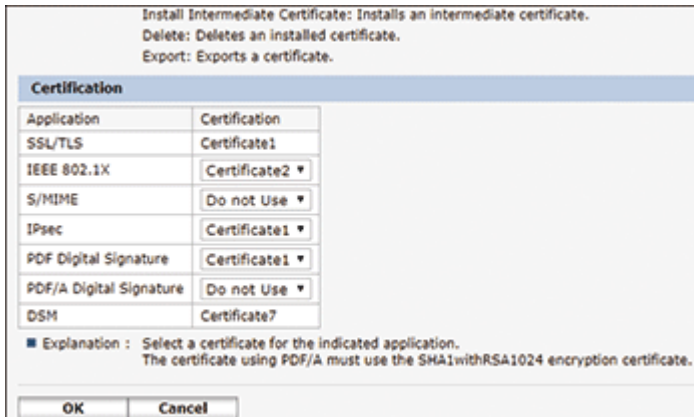 Install Intermediate Certificate: Installs an intermediate certificate.
Delete: Deletes an installed certificate.
Export: Exports a certificate.
Certification
Application Certification
SSL/TLS Certificate1
IEEE 802.1X Certificate2
S/MIME Do not Use
IPsec Certificate1
PDF Digital Signature Certificate1
PDF/A Digital Signature Do not Use
DSM Certificate7
Explanation : Select a certificate for the indicated application.
The certificate using PDF/A must use the SHA1withRSA1024 encryption certificate.
OK Cancel